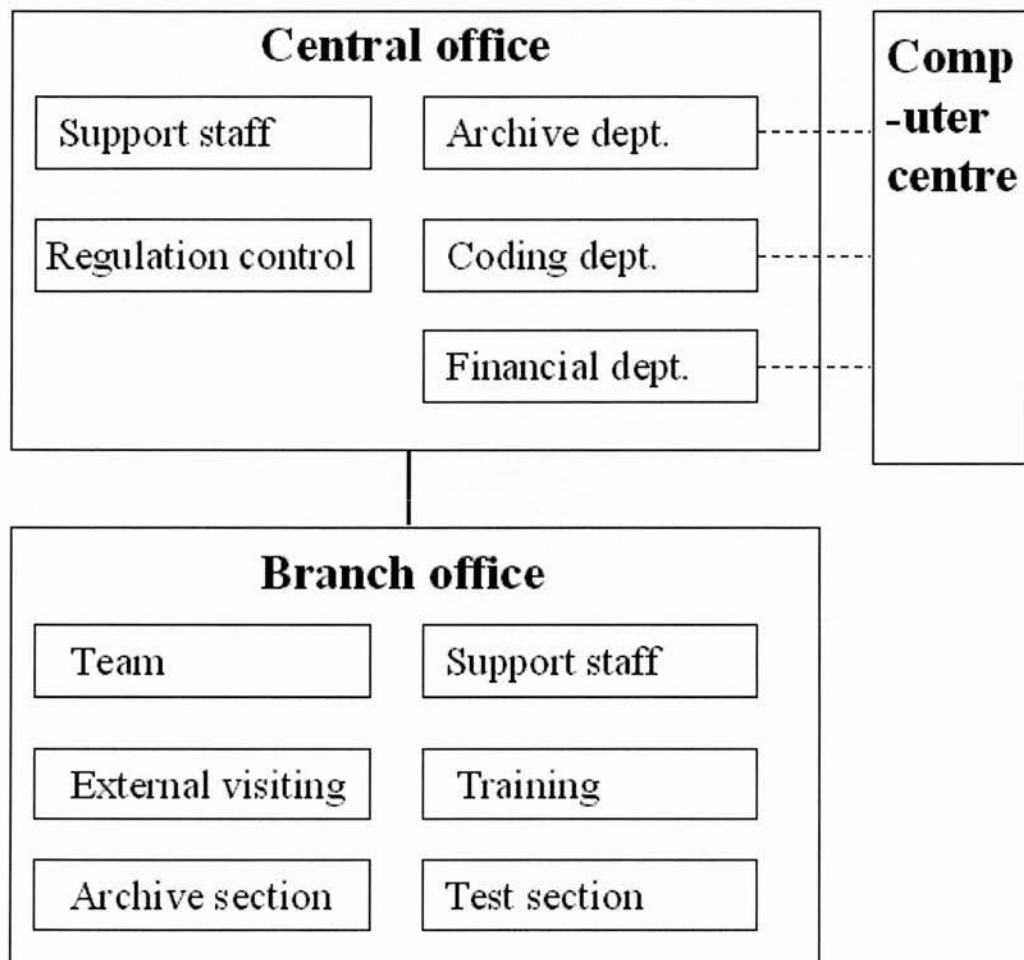 Central office
Support staff
Archive dept.
Regulation control
Coding dept.
Financial dept.
Comp
-uter
centre
Branch office
Team
Support staff
External visiting
Training
Archive section
Test section